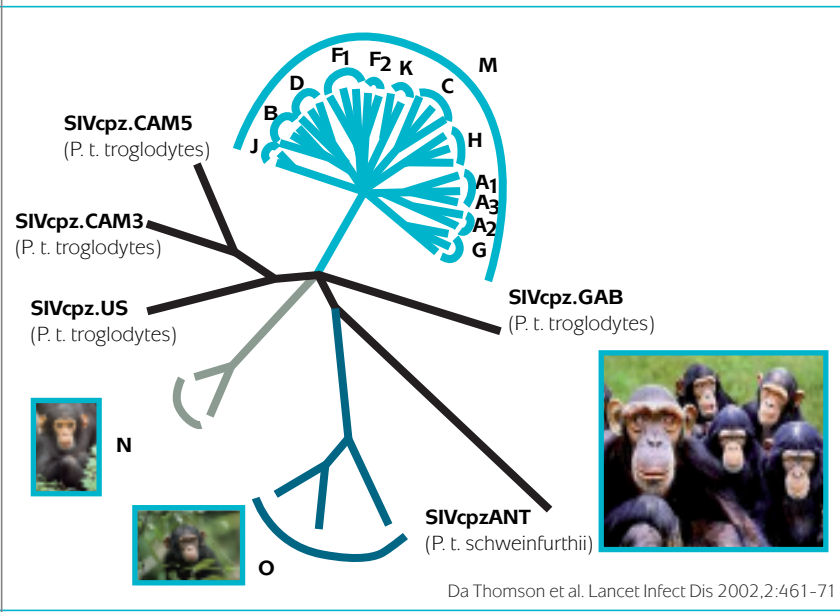 F1
F2
K
M
D
C
B
SIVcpz.CAM5
(P. t. troglodytes)
J
H
A1
A3
A2
G
SIVcpz.CAM3
(P. t. troglodytes)
SIVcpz.US
(P. t. troglodytes)
SIVcpz.GAB
(P. t. troglodytes)
N
SIVcpzANT
(P. t. schweinfurthii)
O
Da Thomson et al. Lancet Infect Dis 2002,2:461-71